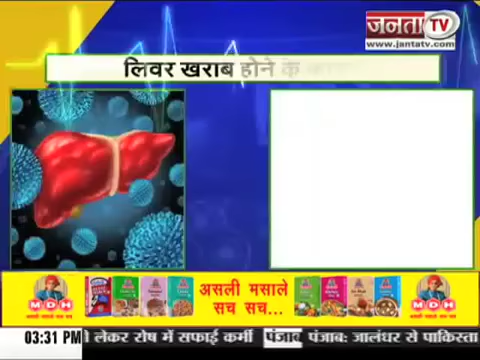 जनता TV
www.jantatv.com
लिवर खराब होने के
असली मसाले
सच सच...
MDH
MDH
03:31 PM
लेकर रोष में सफाई कर्मी पंजाब पंजाब: जालंधर से पाकिस्ता